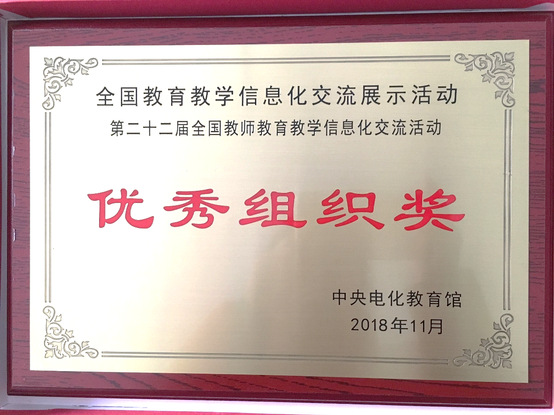 全国教育教学信息化交流展示活动
第二十二届全国教师教育教学信息化交流活动
优秀组织奖
中央电化教育馆
2018年11月